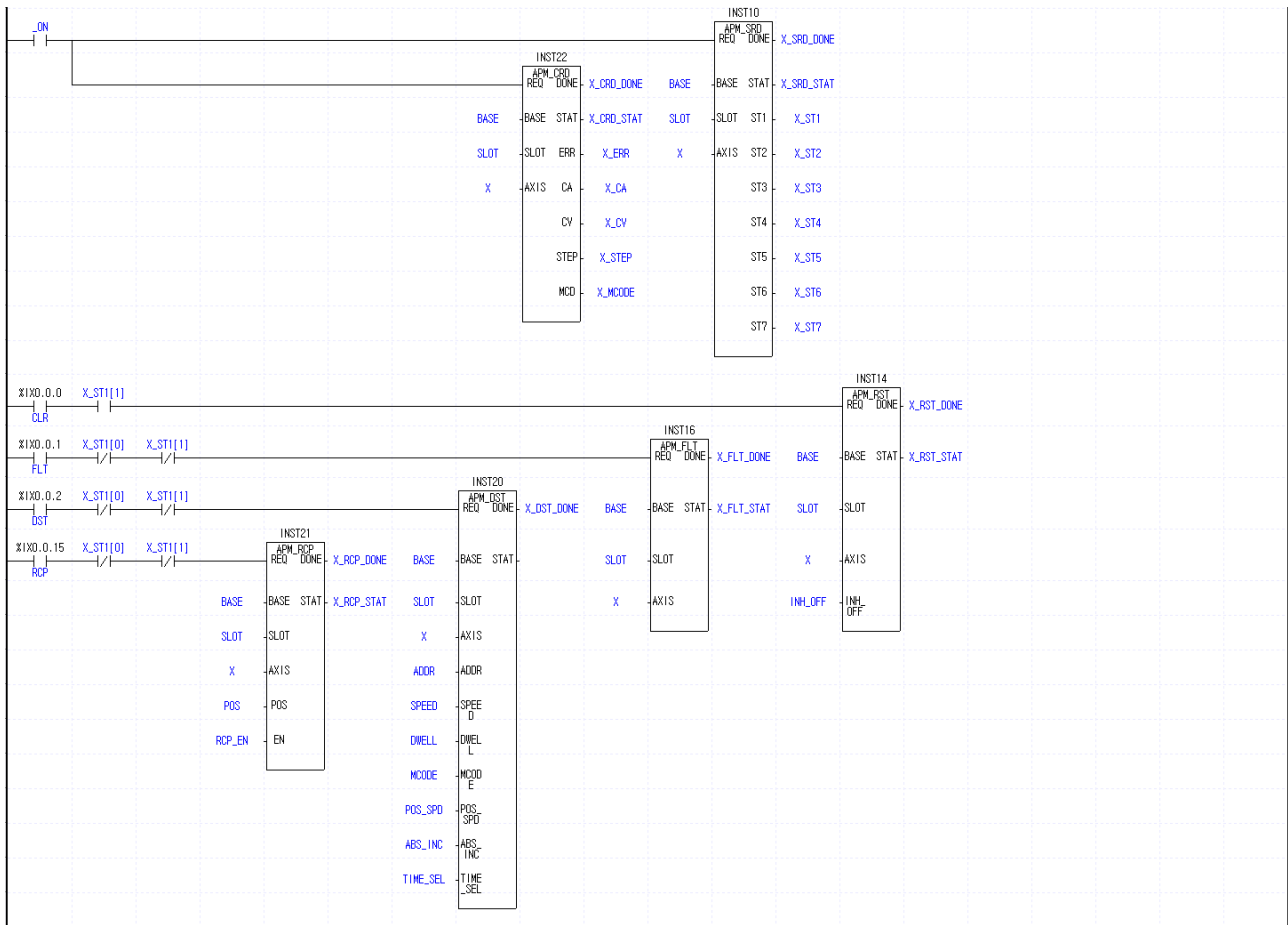 INST10
_ON APM_SRD
REQ DONE X_SRD_DONE
INST22
APM_CRD
REQ DONE X_CRD_DONE BASE BASE STAT X_SRD_STAT
BASE BASE STAT X_CRD_STAT SLOT SLOT ST1 X_ST1
SLOT SLOT ERR X_ERR X AXIS ST2 X_ST2
X AXIS CA X_CA ST3 X_ST3
CV X_CV ST4 X_ST4
STEP X_STEP ST5 X_ST5
MCD X_MCODE ST6 X_ST6
ST7 X_ST7
INST14
%IX0.0.0 X_ST1[1] APM_RST
REQ DONE X_RST_DONE
CLR
INST16
%IX0.0.1 X_ST1[0] X_ST1[1] APM_FLT
REQ DONE X_FLT_DONE BASE BASE STAT X_RST_STAT
FLT
INST20
%IX0.0.2 X_ST1[0] X_ST1[1] APM_DST
REQ DONE X_DST_DONE BASE BASE STAT X_FLT_STAT SLOT SLOT
DST
INST21
%IX0.0.15 X_ST1[0] X_ST1[1] APM_RCP
REQ DONE X_RCP_DONE BASE BASE STAT SLOT SLOT X AXIS
RCP
BASE BASE STAT X_RCP_STAT SLOT SLOT X AXIS INH_OFF INH_
OFF
SLOT SLOT X AXIS
X AXIS ADDR ADDR
POS POS SPEED SPEE
D
RCP_EN EN DWELL DWEL
L
MCODE MCOD
E
POS_SPD POS_
SPD
ABS_INC ABS_
INC
TIME_SEL TIME
_SEL